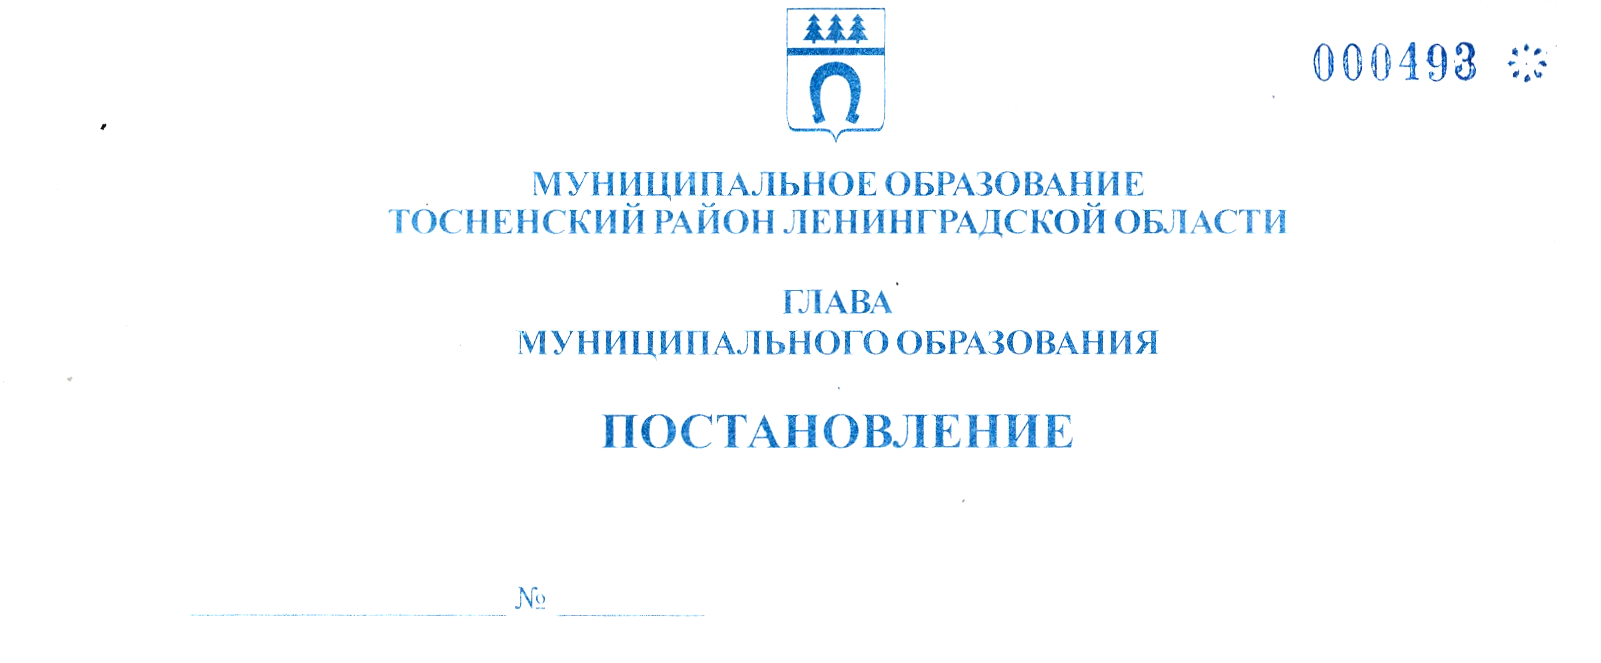 000493 *
МУНИЦИПАЛЬНОЕ ОБРАЗОВАНИЕ
ТОСНЕНСКИЙ РАЙОН ЛЕНИНГРАДСКОЙ ОБЛАСТИ
ГЛАВА
МУНИЦИПАЛЬНОГО ОБРАЗОВАНИЯ
ПОСТАНОВЛЕНИЕ
№